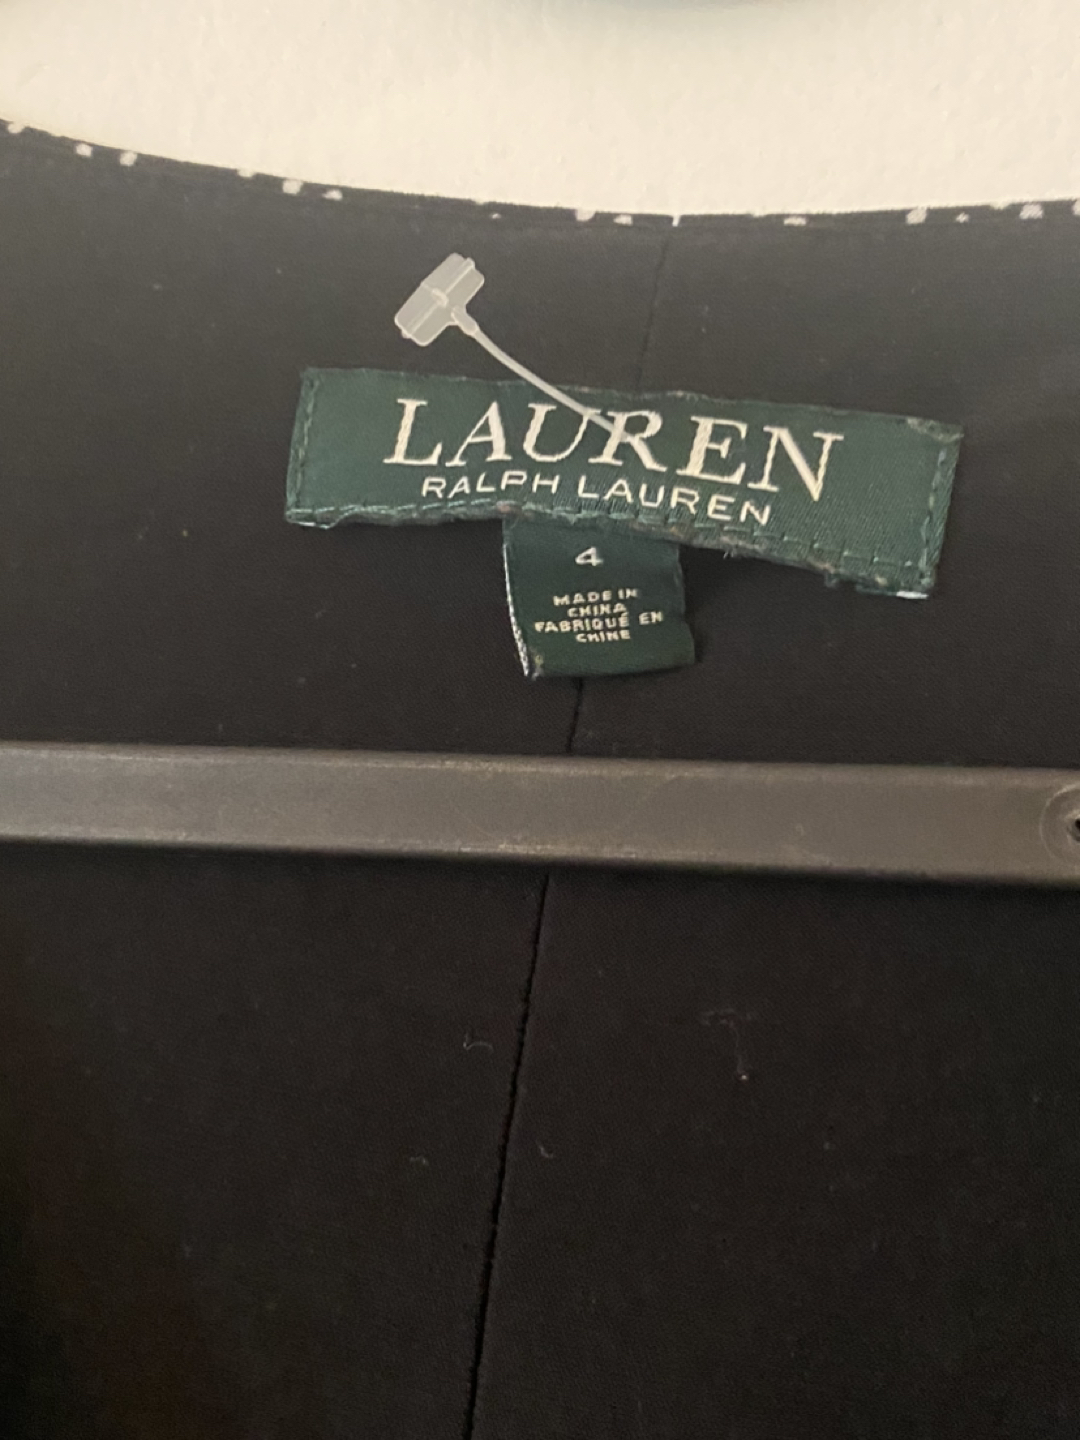 LAUREN
RALPH LAUREN
4
MADE IN
CHINA
FABRIQUÉ EN
CHINE